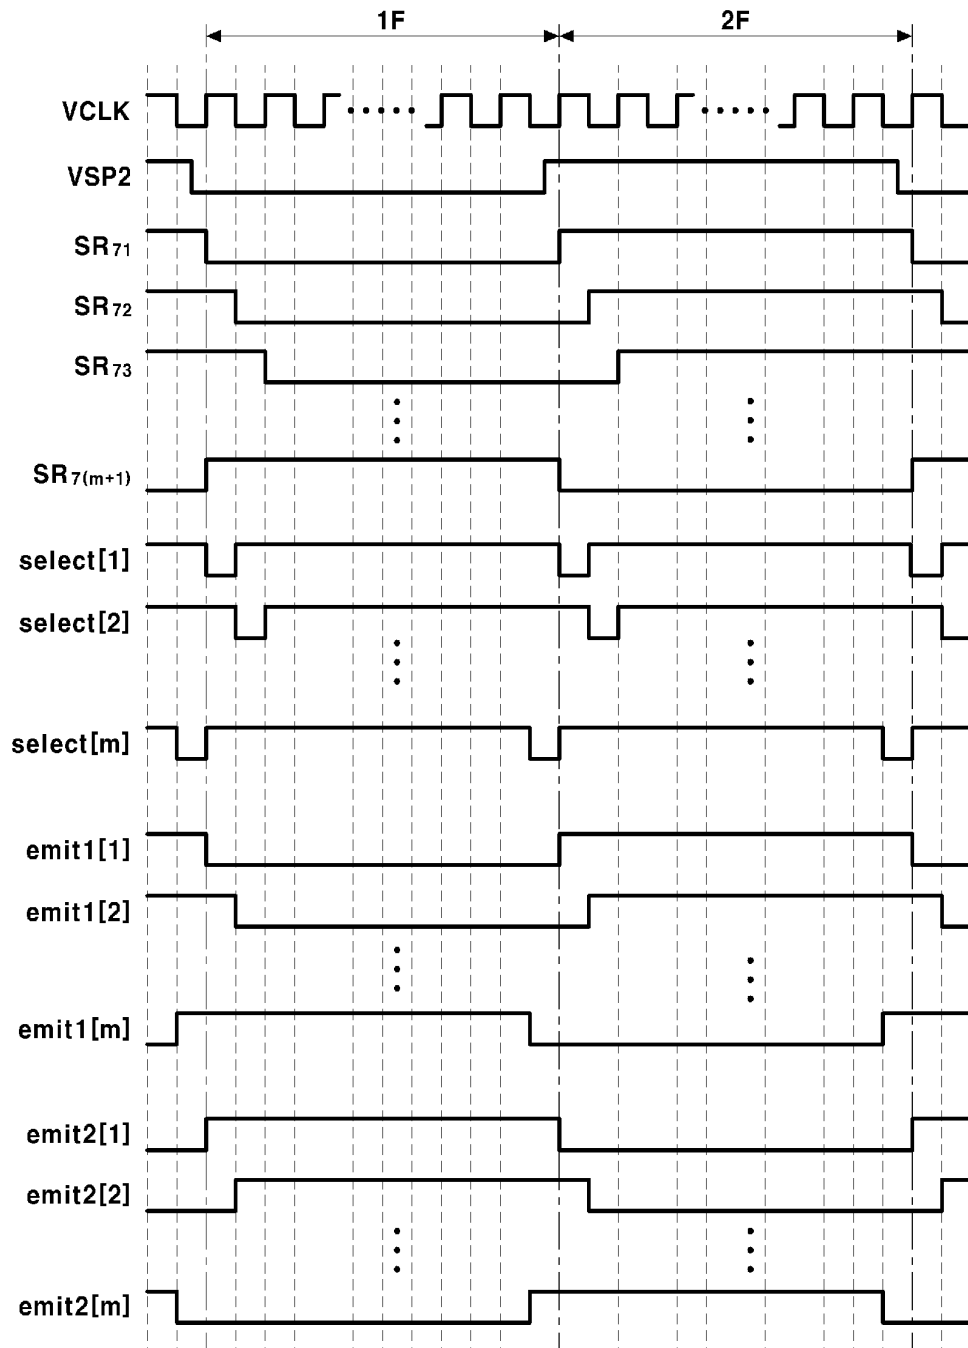 1F 2F
VCLK
VSP2
SR71
SR72
SR73
SR7(m+1)
select[1]
select[2]
select[m]
emit1[1]
emit1[2]
emit1[m]
emit2[1]
emit2[2]
emit2[m]